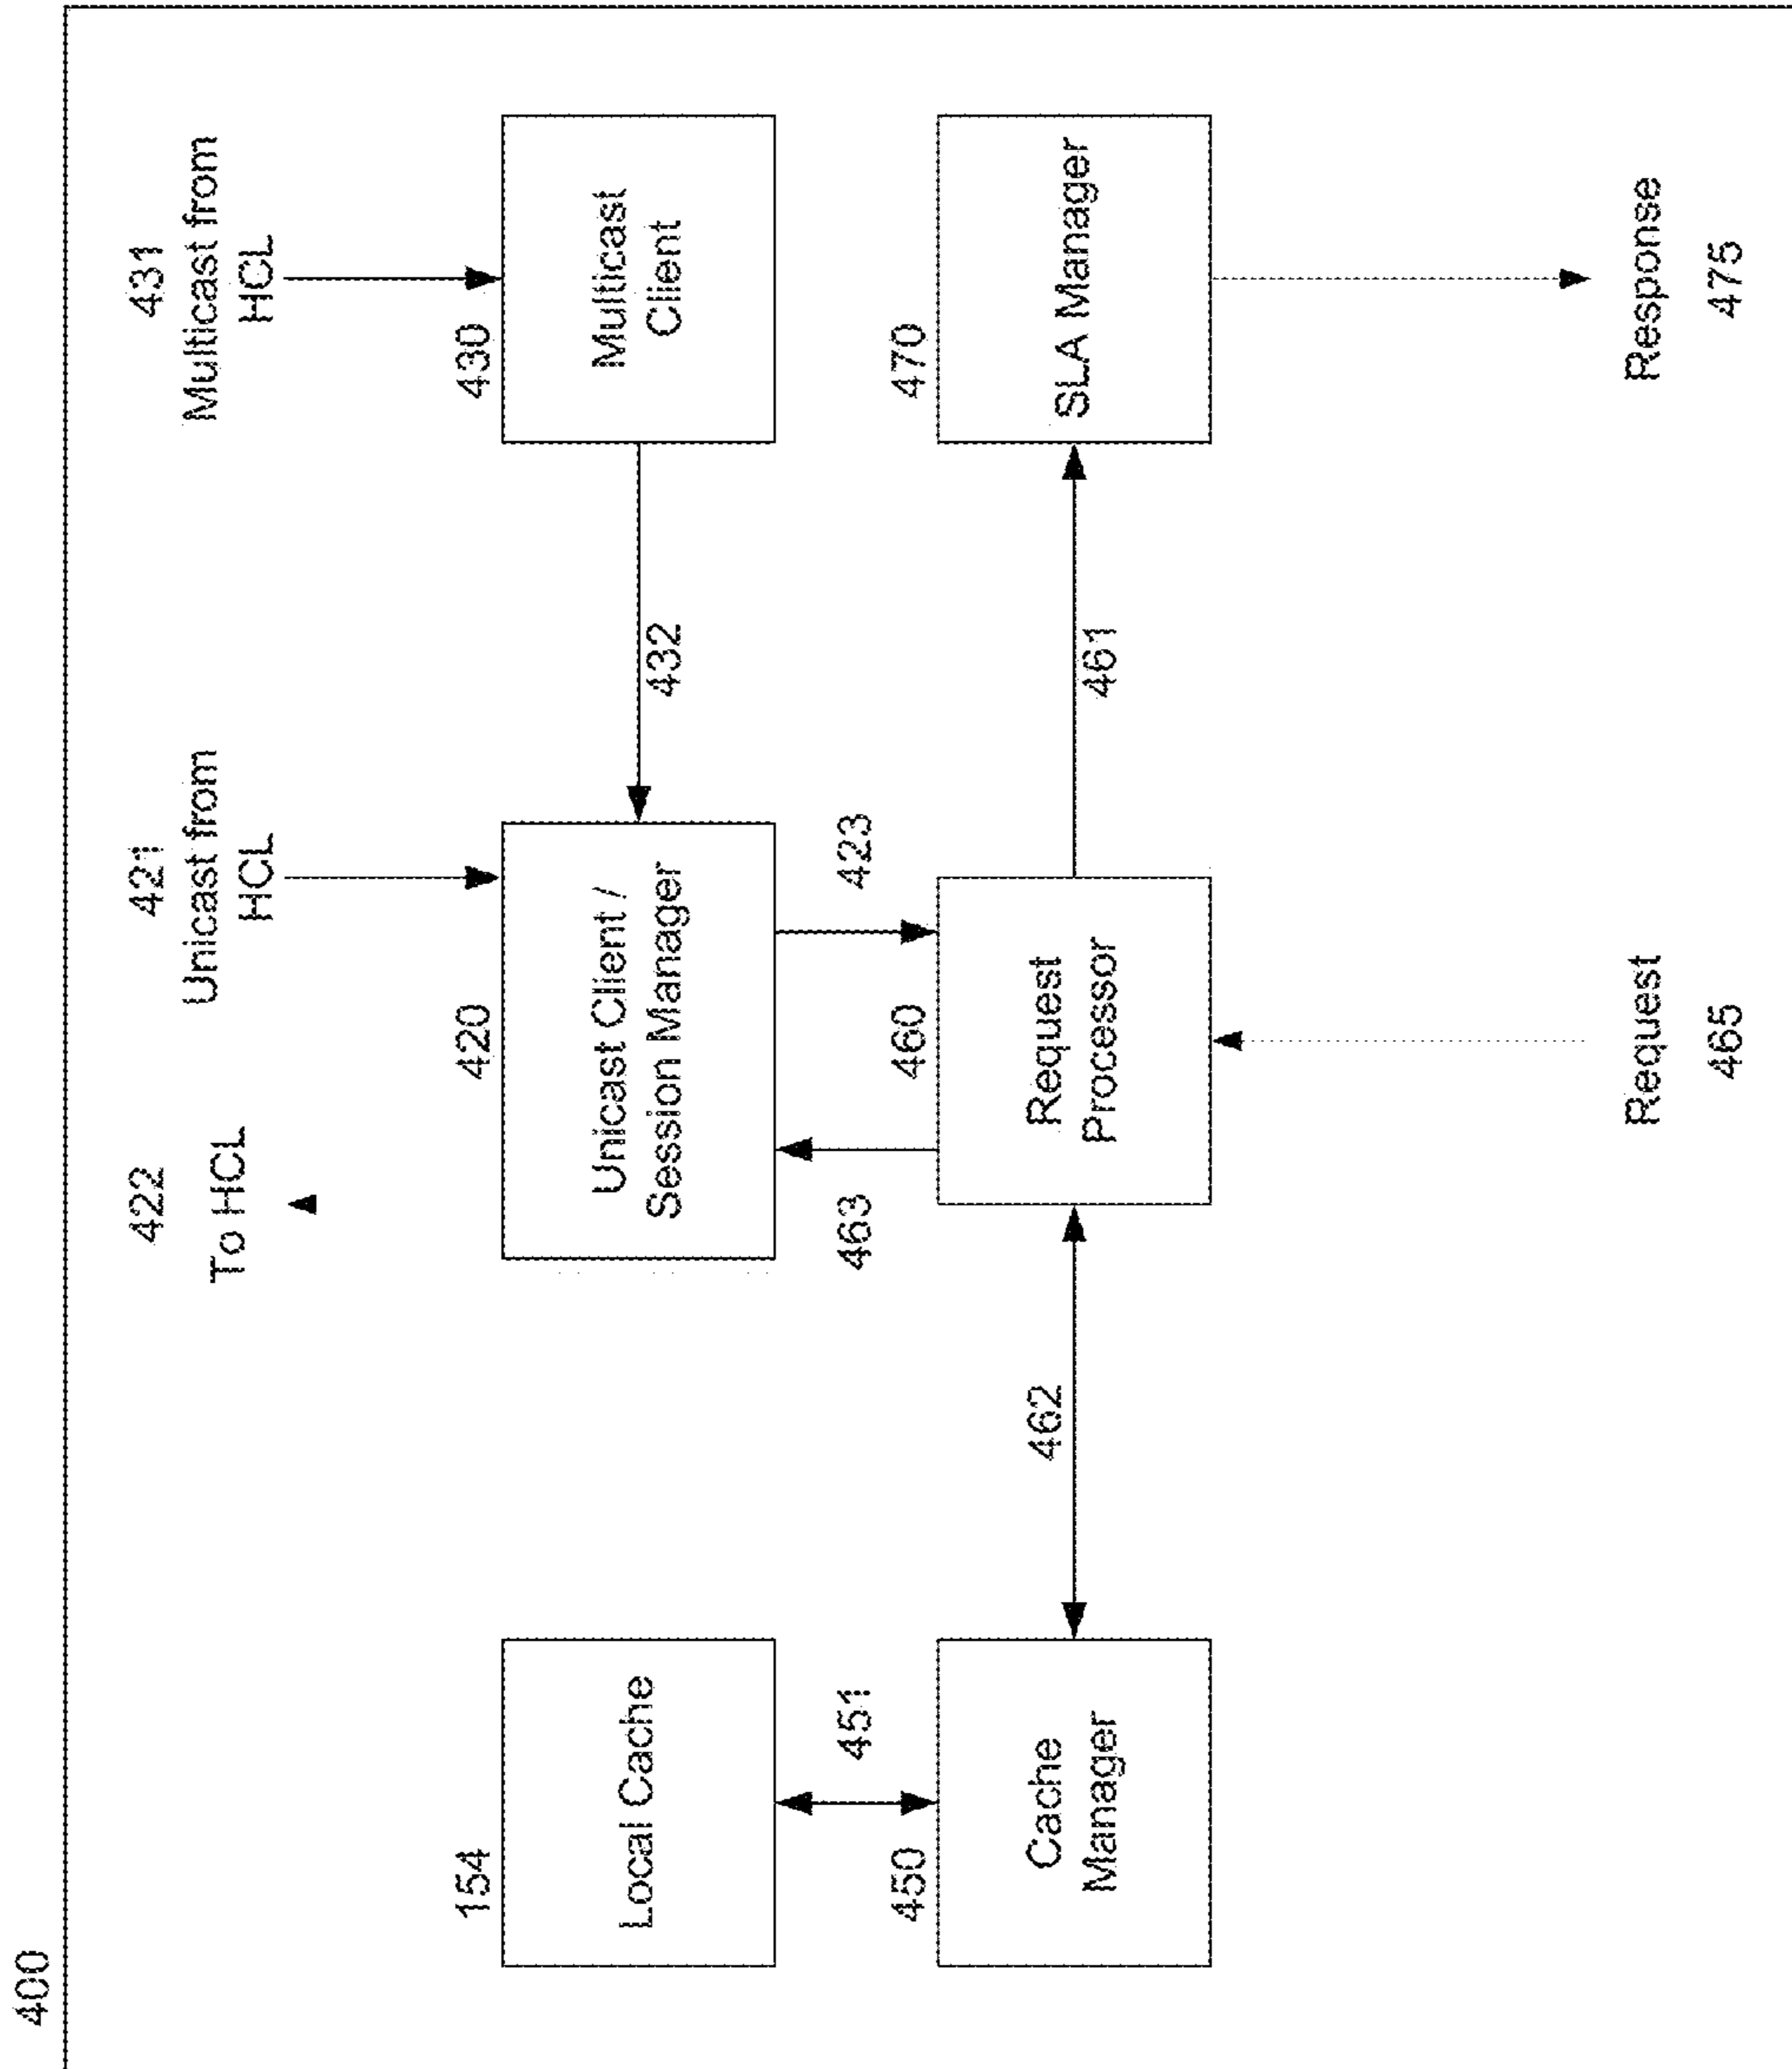 400
422
To HCL
421
Unicast from
HCL
431
Multicast from
HCL
154
Local Cache
420
Unicast Client /
Session Manager
432
430
Multicast
Client
451
463
423
450
Cache
Manager
462
460
Request
Processor
461
470
SLA Manager
Request
465
Response
475